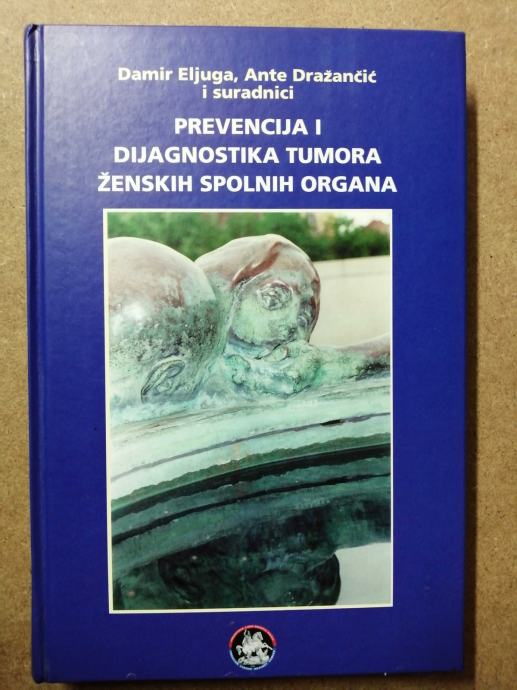 Damir Eljuga, Ante Dražančić
i suradnici
PREVENCIJA I
DIJAGNOSTIKA TUMORA
ŽENSKIH SPOLNIH ORGANA